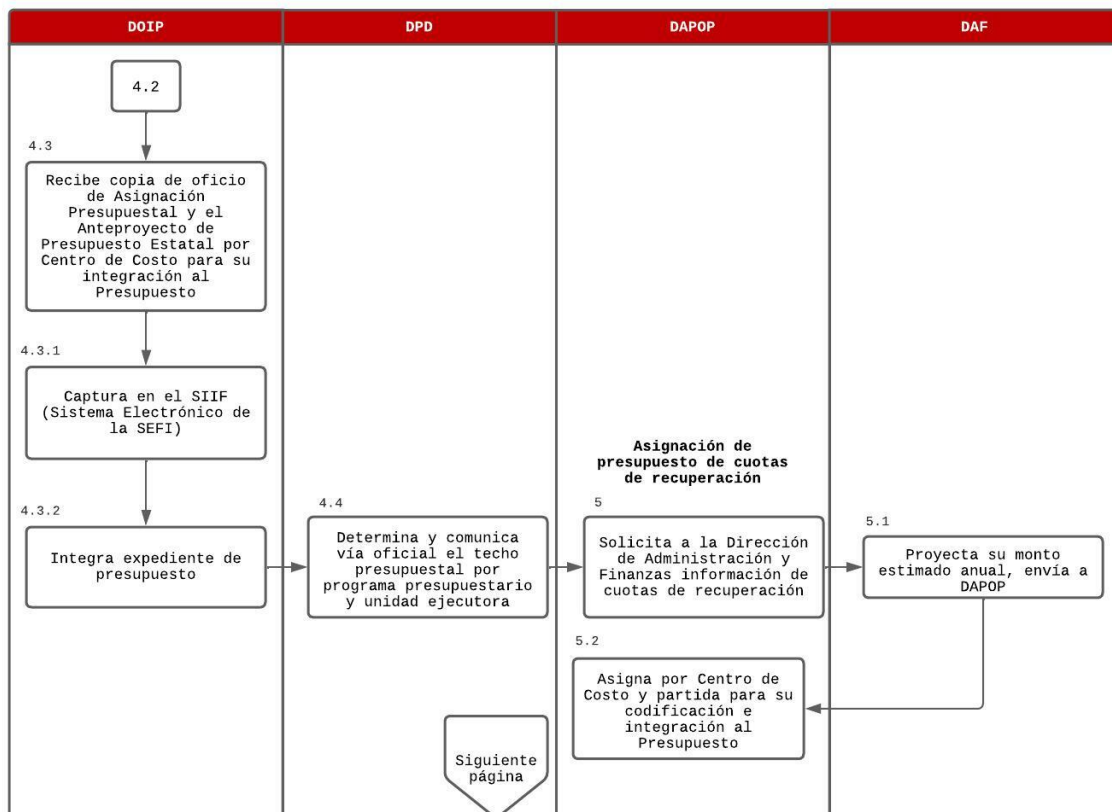 DOIP
DPD
DAPOP
DAF
4.2
4.3
Recibe copia de oficio
de Asignación
Presupuestal y el
Anteproyecto de
Presupuesto Estatal por
Centro de Costo para su
integración al
Presupuesto
4.3.1
Captura en el SIIF
(Sistema Electrónico de
la SEFI)
4.3.2
Integra expediente de
presupuesto
4.4
Determina y comunica
vía oficial el techo
presupuestal por
programa presupuestario
y unidad ejecutora
Asignación de
presupuesto de cuotas
de recuperación
5
Solicita a la Dirección
de Administración y
Finanzas información de
cuotas de recuperación
5.1
Proyecta su monto
estimado anual, envía a
DAPOP
5.2
Asigna por Centro de
Costo y partida para su
codificación e
integración al
Presupuesto
Siguiente
página